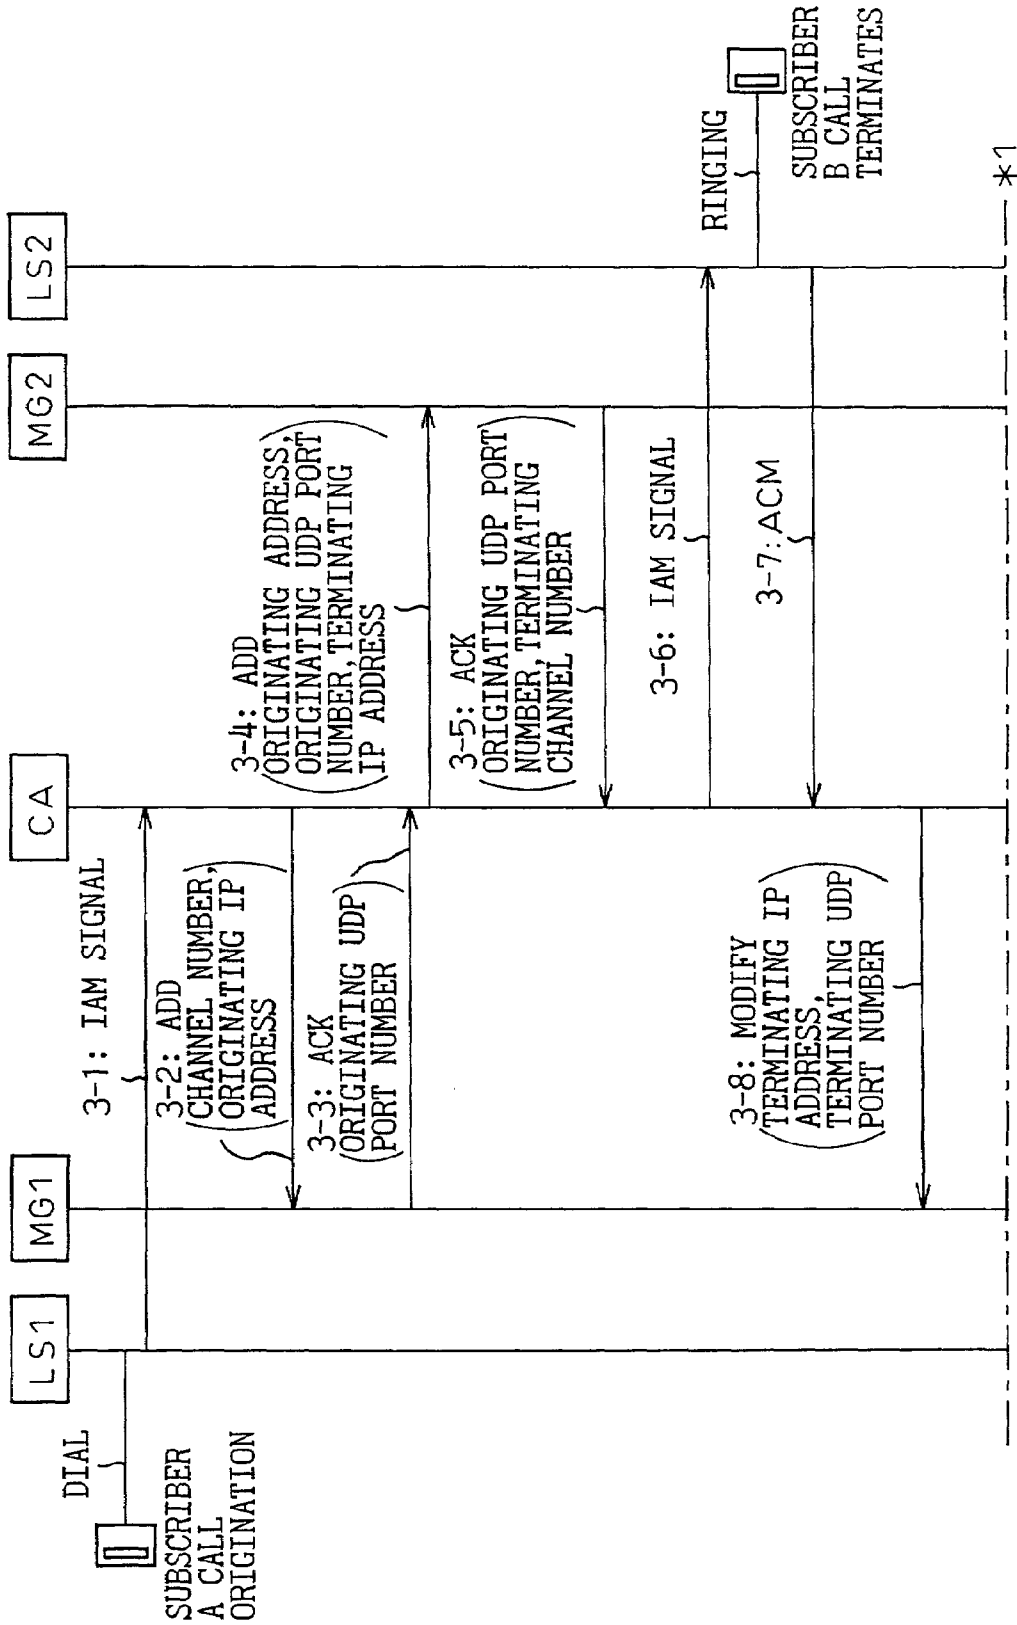 LS1
MG1
CA
MG2
LS2
DIAL
SUBSCRIBER
A CALL
ORIGINATION
3-1: IAM SIGNAL
3-2: ADD
(CHANNEL NUMBER,
ORIGINATING IP
ADDRESS)
3-3: ACK
(ORIGINATING UDP
PORT NUMBER)
3-4: ADD
(ORIGINATING ADDRESS,
ORIGINATING UDP PORT
NUMBER,TERMINATING
IP ADDRESS)
3-5: ACK
(ORIGINATING UDP PORT
NUMBER,TERMINATING
CHANNEL NUMBER)
3-6: IAM SIGNAL
RINGING
SUBSCRIBER
B CALL
TERMINATES
3-7: ACM
3-8: MODIFY
(TERMINATING IP
ADDRESS,
TERMINATING UDP
PORT NUMBER)
*1